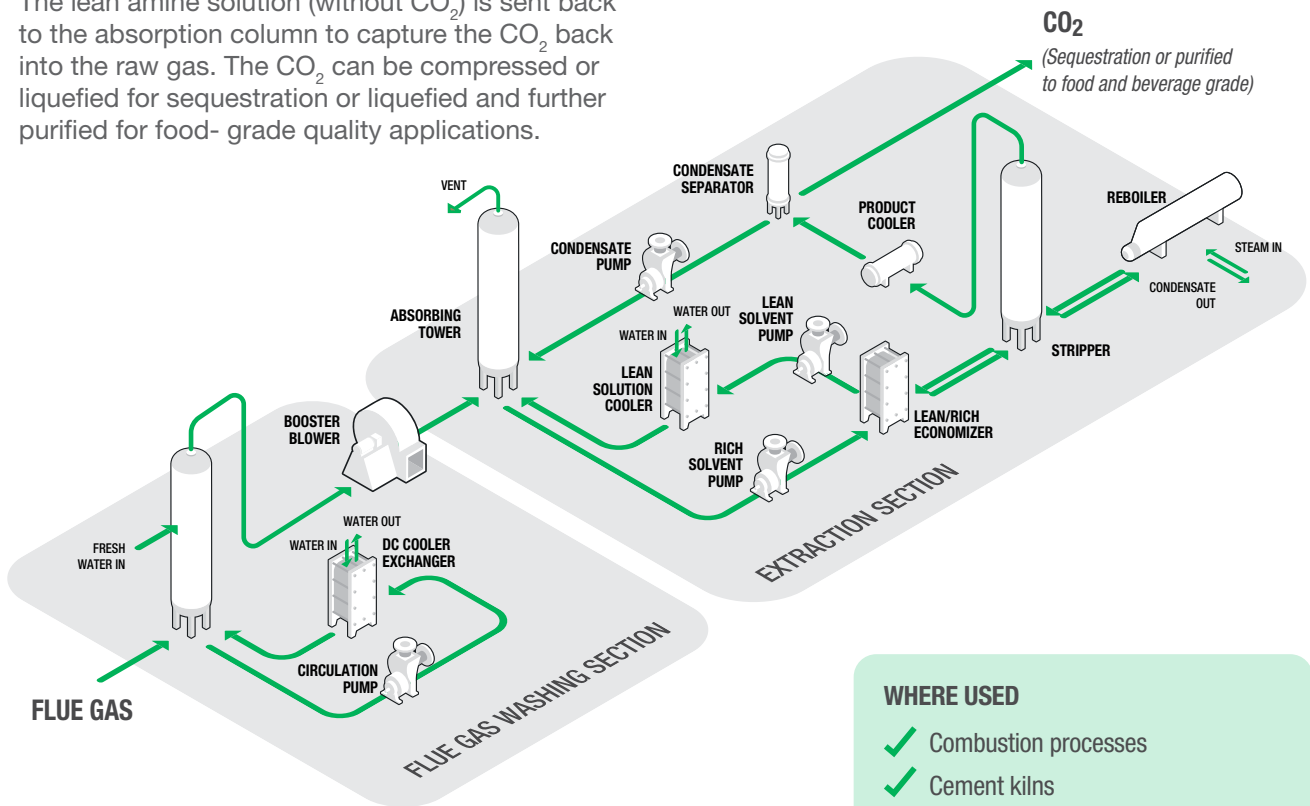 The lean amine solution (without CO₂) is sent back
to the absorption column to capture the CO₂ back
into the raw gas. The CO₂ can be compressed or
liquefied for sequestration or liquefied and further
purified for food- grade quality applications.
CO₂
(Sequestration or purified
to food and beverage grade)
CONDENSATE
SEPARATOR
VENT
PRODUCT
COOLER
REBOILER
CONDENSATE
PUMP
STEAM IN
CONDENSATE
OUT
ABSORBING
TOWER
WATER OUT
WATER IN
LEAN
SOLVENT
PUMP
STRIPPER
LEAN
SOLUTION
COOLER
BOOSTER
BLOWER
LEAN/RICH
ECONOMIZER
RICH
SOLVENT
PUMP
EXTRACTION SECTION
FRESH
WATER IN
WATER OUT
WATER IN
DC COOLER
EXCHANGER
CIRCULATION
PUMP
FLUE GAS
FLUE GAS WASHING SECTION
WHERE USED
Combustion processes
Cement kilns